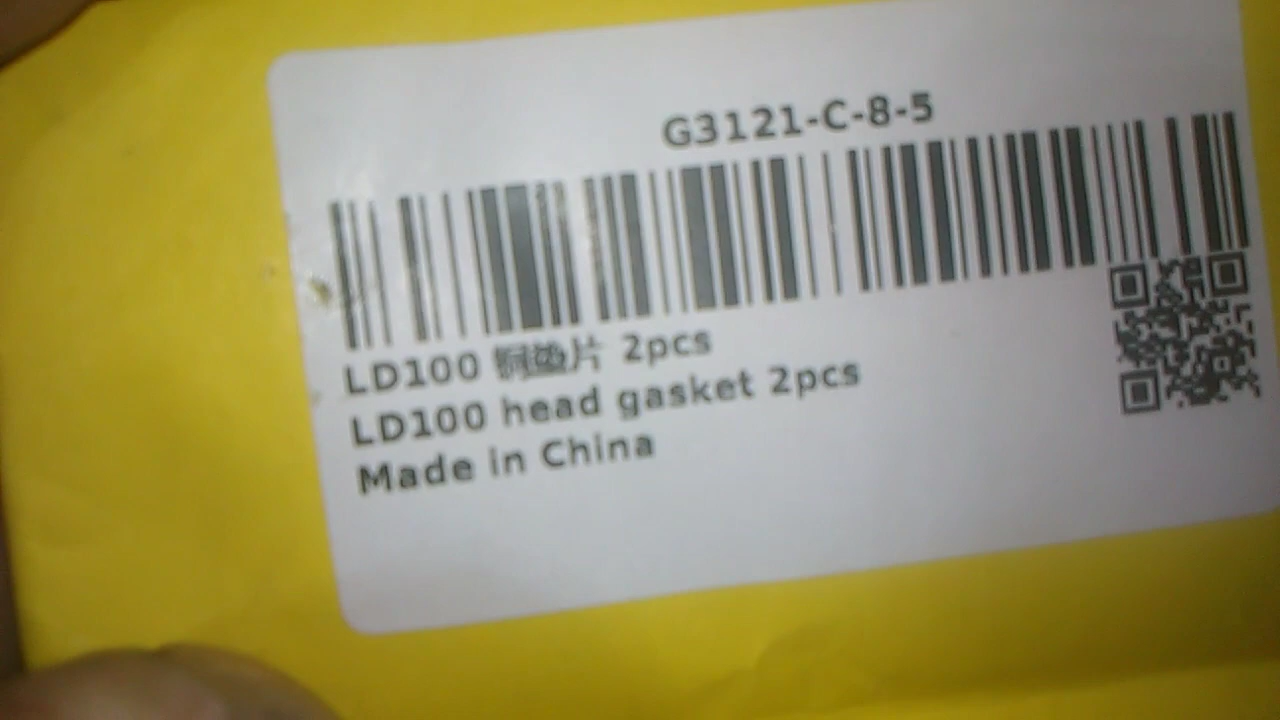 G3121-C-8-5
LD100 铜垫片 2pcs
LD100 head gasket 2pcs
Made in China